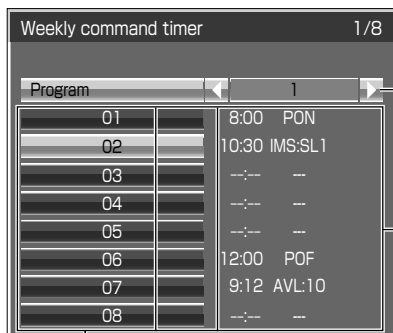 Weekly command timer 1/8
Program 1
01 8:00 PON
02 10:30 IMS:SL1
03 --:-- ---
04 --:-- ---
05 --:-- ---
06 12:00 POF
07 9:12 AVL:10
08 --:-- ---